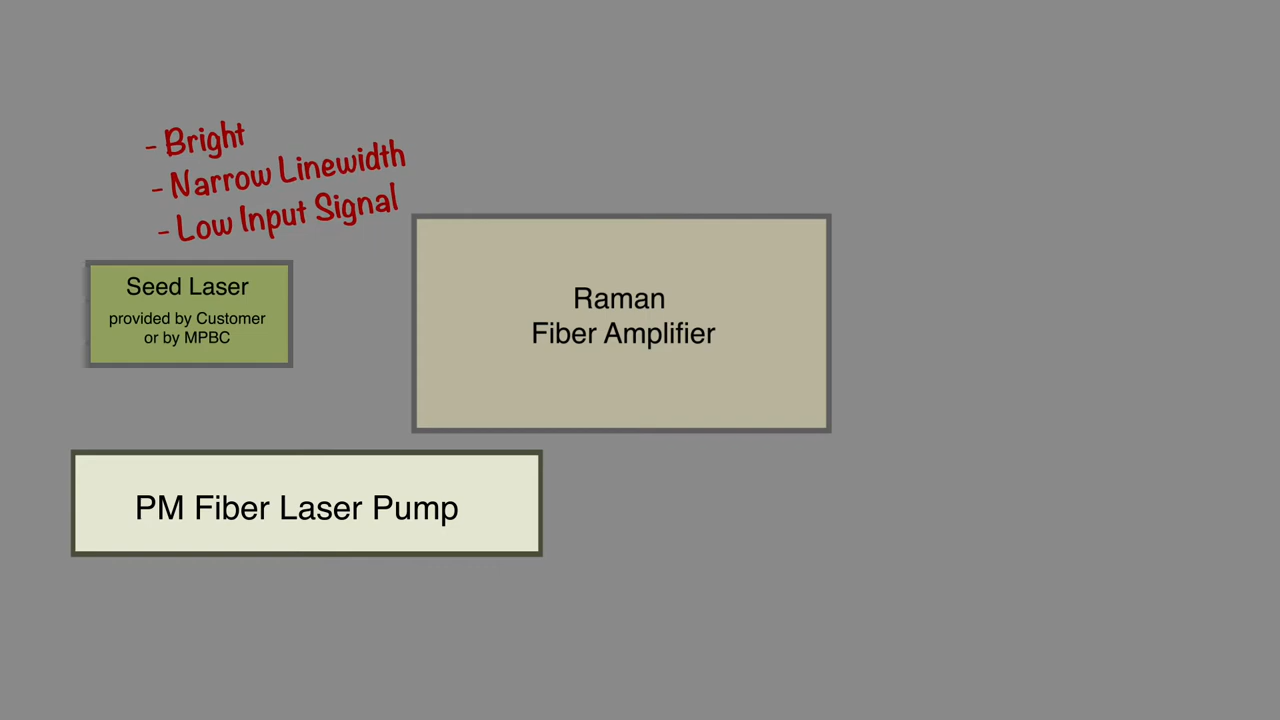 - Bright
- Narrow Linewidth
- Low Input Signal
Seed Laser
provided by Customer
or by MPBC
Raman
Fiber Amplifier
PM Fiber Laser Pump